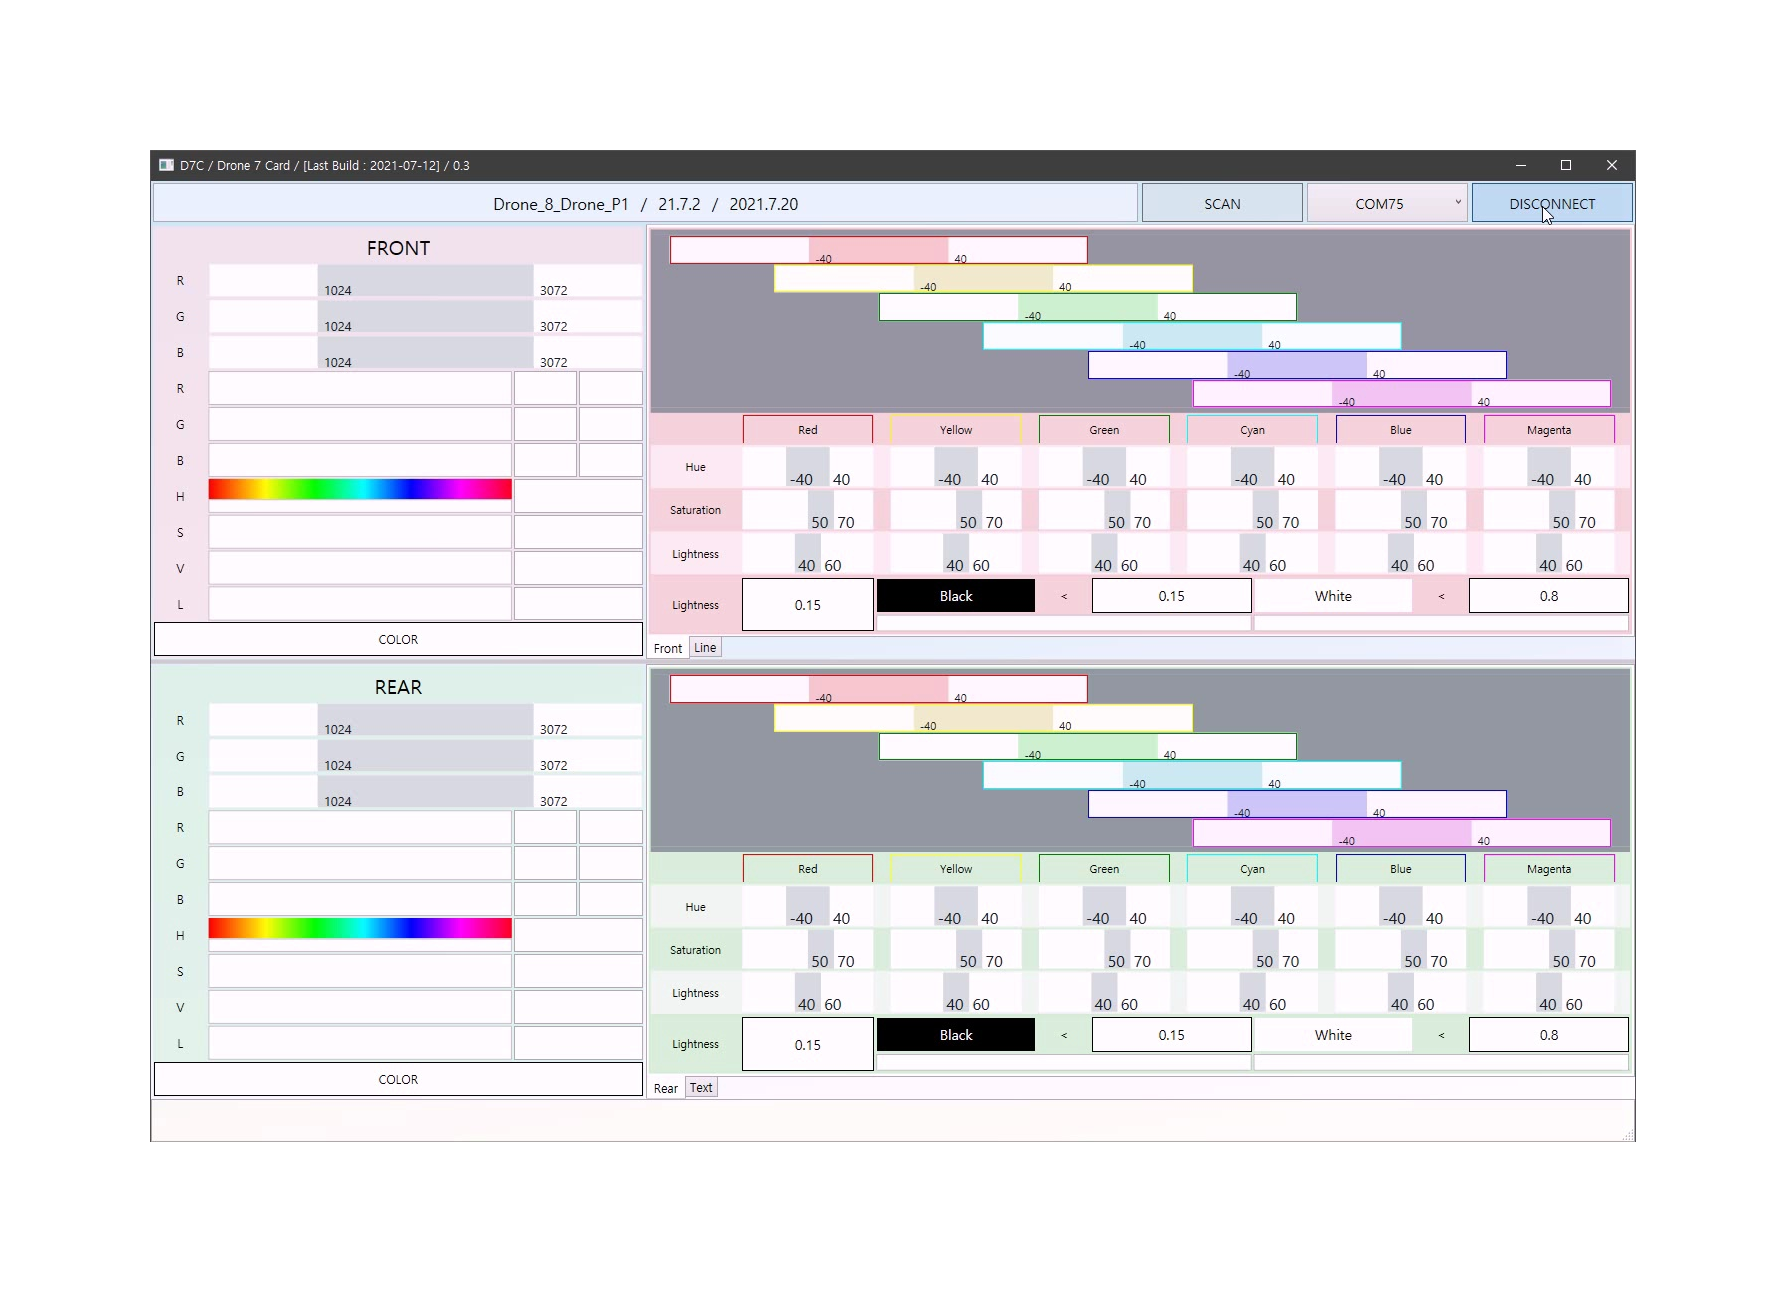 D7C / Drone 7 Card / [Last Build : 2021-07-12] / 0.3
Drone_8_Drone_P1 / 21.7.2 / 2021.7.20 SCAN COM75 DISCONNECT
FRONT
R 1024 3072
G 1024 3072
B 1024 3072
R
G
B
H
S
V
L
COLOR
-40 40
-40 40
-40 40
-40 40
-40 40
-40 40
Red Yellow Green Cyan Blue Magenta
Hue -40 40 -40 40 -40 40 -40 40 -40 40 -40 40
Saturation 50 70 50 70 50 70 50 70 50 70 50 70
Lightness 40 60 40 60 40 60 40 60 40 60 40 60
Lightness 0.15 Black < 0.15 White < 0.8
Front Line
REAR
R 1024 3072
G 1024 3072
B 1024 3072
R
G
B
H
S
V
L
COLOR
-40 40
-40 40
-40 40
-40 40
-40 40
-40 40
Red Yellow Green Cyan Blue Magenta
Hue -40 40 -40 40 -40 40 -40 40 -40 40 -40 40
Saturation 50 70 50 70 50 70 50 70 50 70 50 70
Lightness 40 60 40 60 40 60 40 60 40 60 40 60
Lightness 0.15 Black < 0.15 White < 0.8
Rear Text